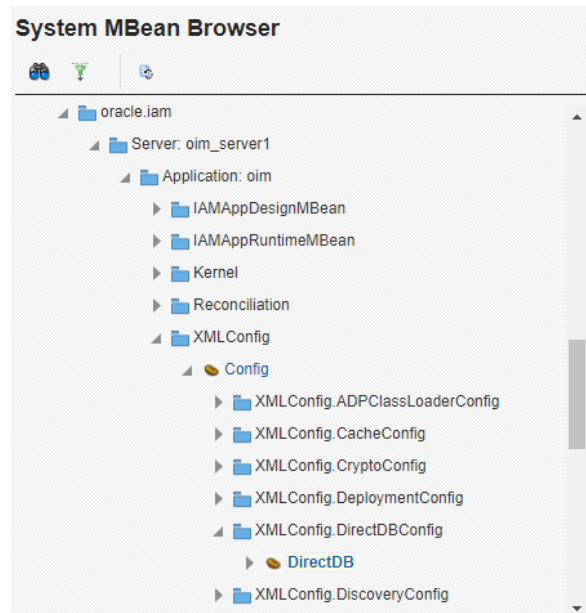 System MBean Browser
oracle.iam
Server: oim_server1
Application: oim
IAMAppDesignMBean
IAMAppRuntimeMBean
Kernel
Reconciliation
XMLConfig
Config
XMLConfig.ADPClassLoaderConfig
XMLConfig.CacheConfig
XMLConfig.CryptoConfig
XMLConfig.DeploymentConfig
XMLConfig.DirectDBConfig
DirectDB
XMLConfig.DiscoveryConfig